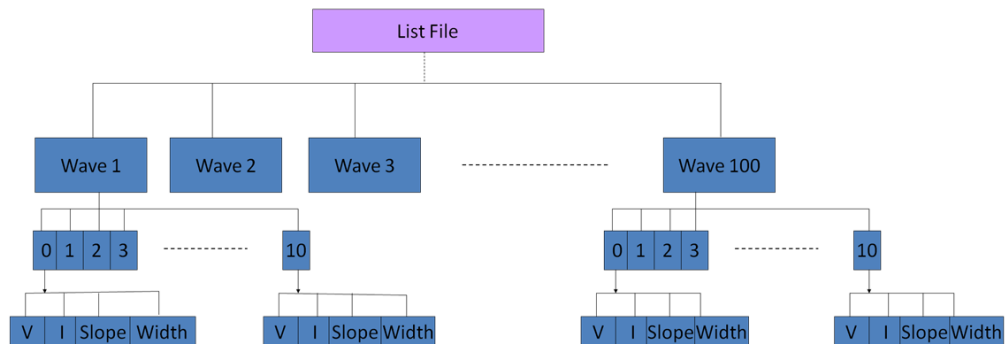 List File
Wave 1 Wave 2 Wave 3 Wave 100
0 1 2 3 10 0 1 2 3 10
V I Slope Width V I Slope Width V I Slope Width V I Slope Width